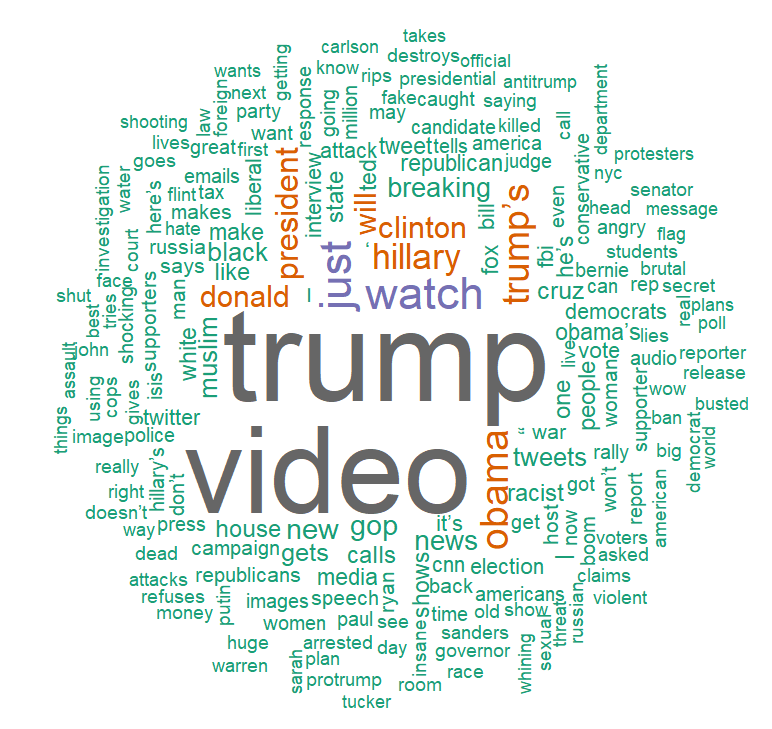 takes
carlson
destroys
official
wants
getting
know
rips
presidential
antitrump
next
foreign
response
going
million
fake
caught
saying
call
department
shooting
law
party
may
candidate
killed
lives
great
first
want
attack
tweet
tells
america
conservative
protesters
goes
emails
liberal
interview
state
ted
republican
judge
nyc
investigation
water
here's
flint
tax
president
will
breaking
trump's
bill
even
head
senator
message
makes
hate
make
clinton
fox
fbi
he's
angry
flag
court
russia
black
‘
hillary
students
says
like
just
watch
bernie
brutal
face
man
donald
I
cruz
can
rep
secret
shut
best
tries
shocking
supporters
white
muslim
trump
democrats
obama's
lies
real
plans
poll
john
isis
vote
live
audio
reporter
assault
using
cops
gives
one
people
woman
wow
release
things
twitter
video
obama
“
war
supporter
ban
busted
image
police
tweets
rally
big
democrat
world
really
hillary's
don't
racist
got
won't
report
american
right
doesn't
way
press
house
new
gop
it's
get
host
now
boom
voters
news
asked
dead
campaign
gets
calls
cnn
election
|
claims
attacks
republicans
media
ryan
shows
back
americans
violent
refuses
putin
images
speech
time
old
show
threat
russian
money
women
paul
see
sanders
sexual
huge
arrested
day
insane
governor
warren
sarah
plan
race
whining
protrump
room
tucker